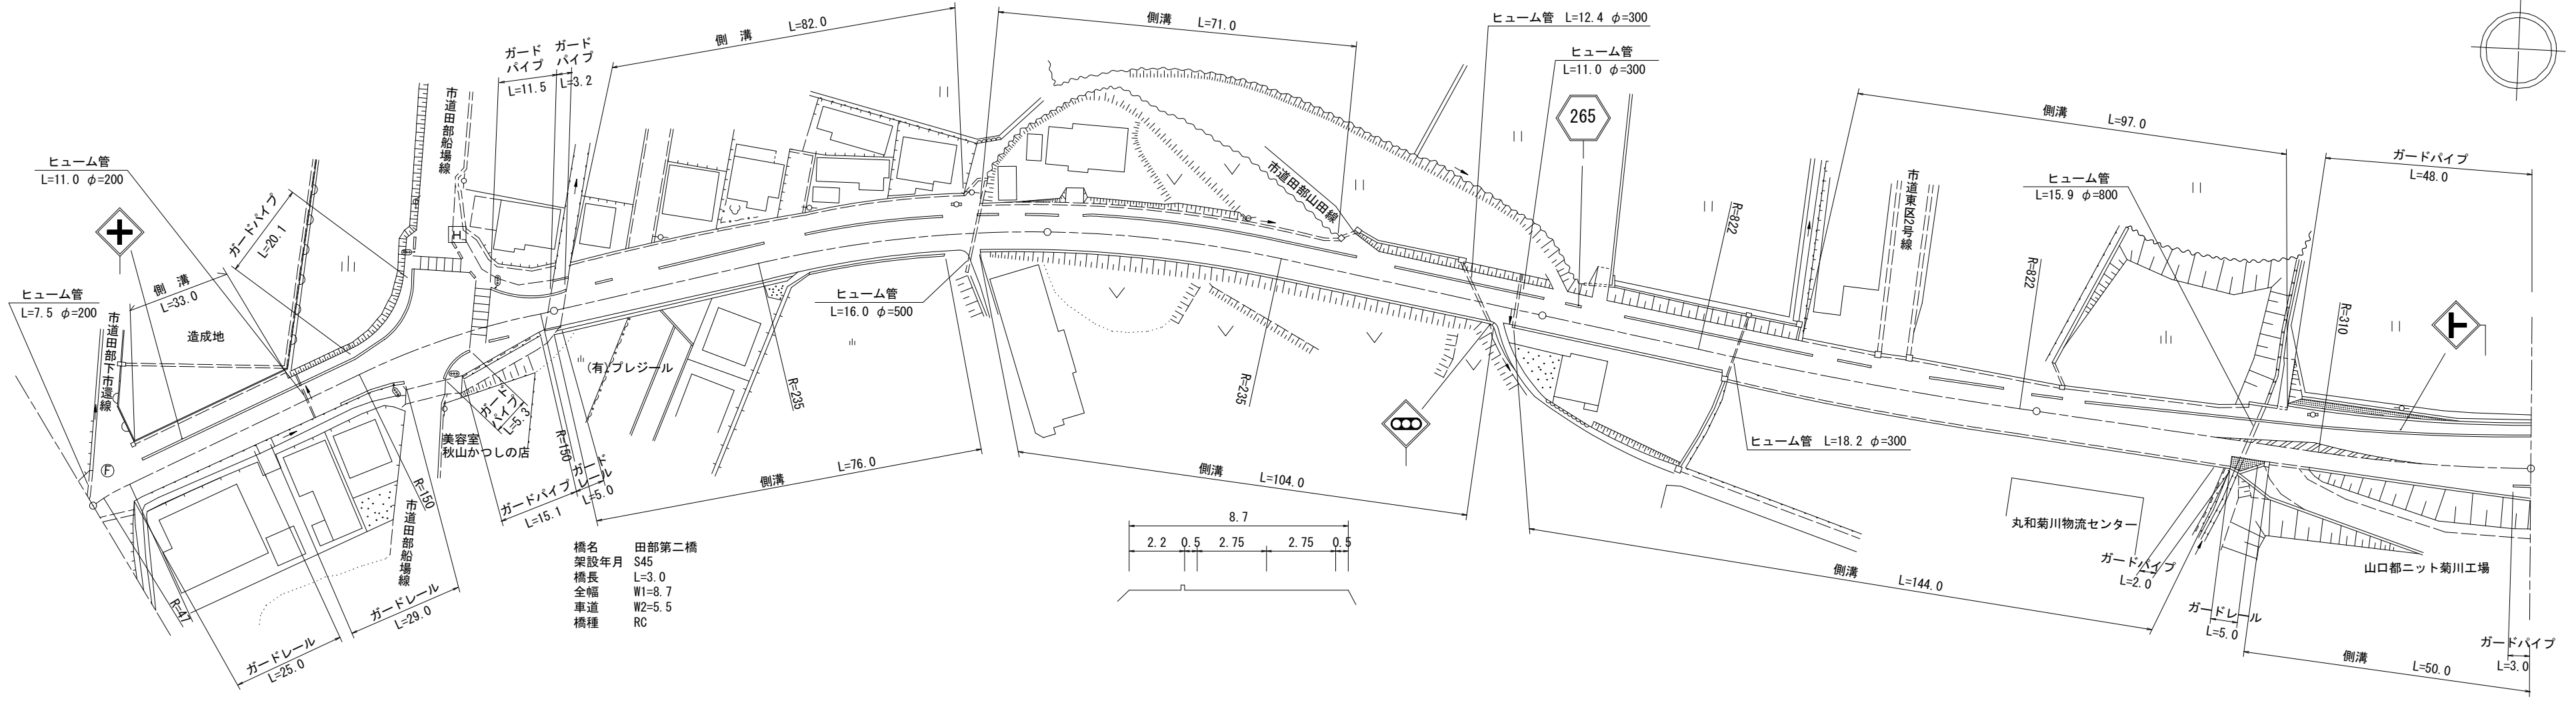 ヒューム管
L=7.5 φ=200
ヒューム管
L=11.0 φ=200
側 溝
L=33.0
ガードパイプ
L=20.1
造成地
市道田部下市還線
市道田部船場線
ガード
パイプ
L=11.5
ガード
パイプ
L=3.2
側 溝 L=82.0
側溝 L=71.0
ヒューム管 L=12.4 φ=300
ヒューム管
L=11.0 φ=300
265
市道田部山田線
R=822
側溝 L=97.0
市道東区2号線
ヒューム管
L=15.9 φ=800
ガードパイプ
L=48.0
R=822
R=310
H
F
R=47
ガードレール
L=25.0
ガードレール
L=29.0
R=150
市道田部船場線
ガード
パイプ
L=5.3
美容室
秋山かつしの店
(有)プレジール
R=150
ガードパイプ
L=15.1
ガード
レール
L=5.0
R=235
側溝 L=76.0
ヒューム管
L=16.0 φ=500
R=235
側溝 L=104.0
ヒューム管 L=18.2 φ=300
側溝 L=144.0
丸和菊川物流センター
ガードパイプ
L=2.0
ガードレール
L=5.0
山口都ニット菊川工場
側溝 L=50.0
ガードパイプ
L=3.0
橋名 田部第二橋
架設年月 S45
橋長 L=3.0
全幅 W1=8.7
車道 W2=5.5
橋種 RC
8.7
2.2 0.5 2.75 2.75 0.5